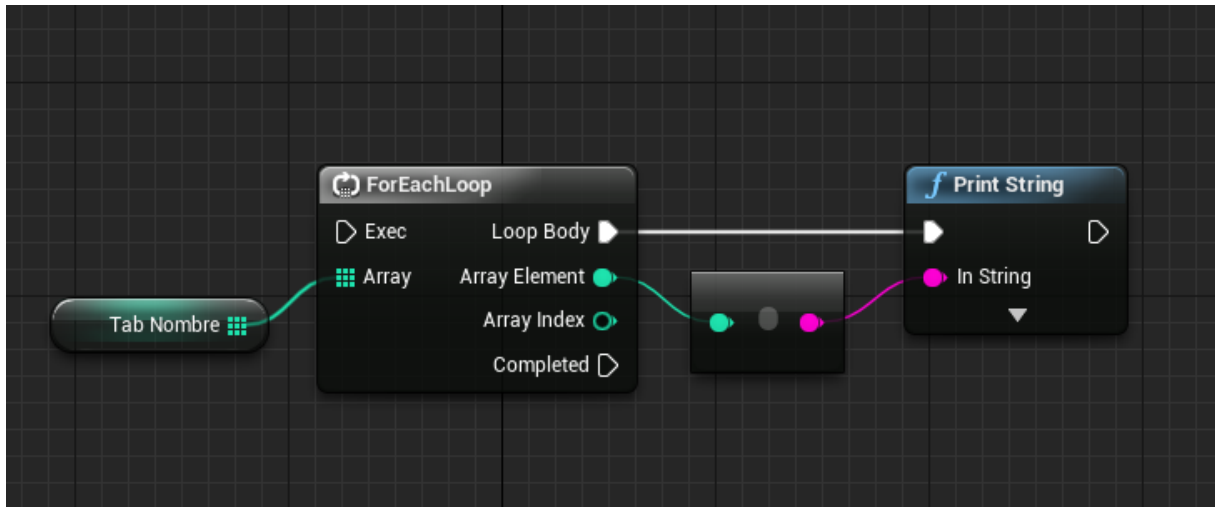 ForEachLoop
Exec
Loop Body
Array
Array Element
Array Index
Completed
Tab Nombre
f Print String
In String